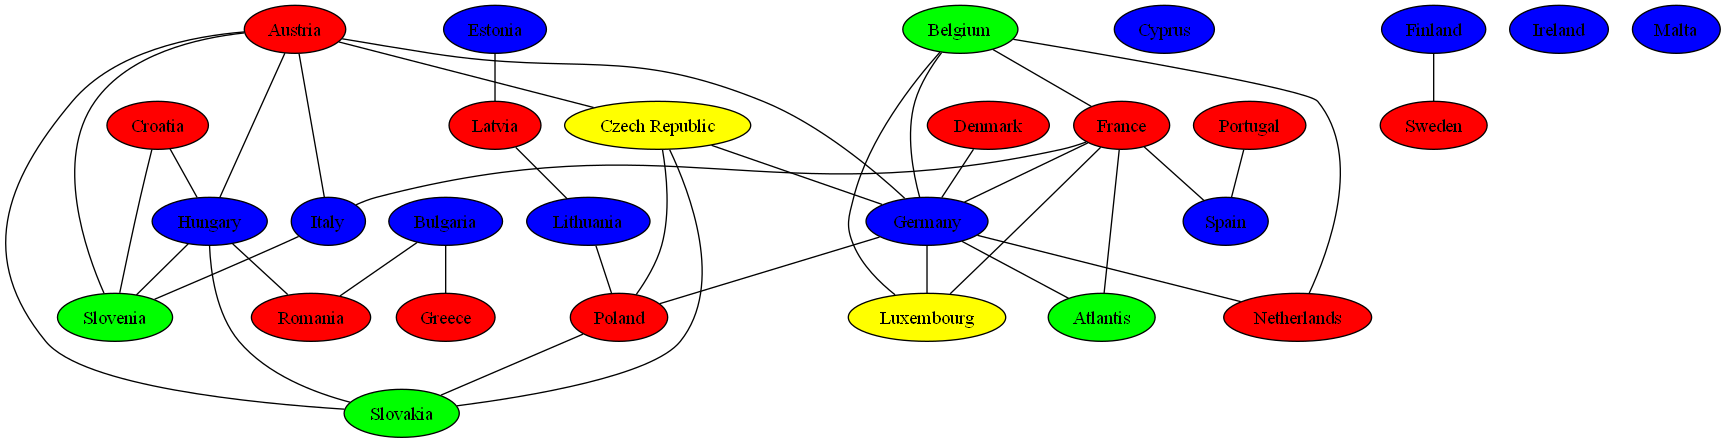 Austria
Estonia
Belgium
Cyprus
Finland
Ireland
Malta
Croatia
Latvia
Czech Republic
Denmark
France
Portugal
Sweden
Hungary
Italy
Bulgaria
Lithuania
Germany
Spain
Slovenia
Romania
Greece
Poland
Luxembourg
Atlantis
Netherlands
Slovakia